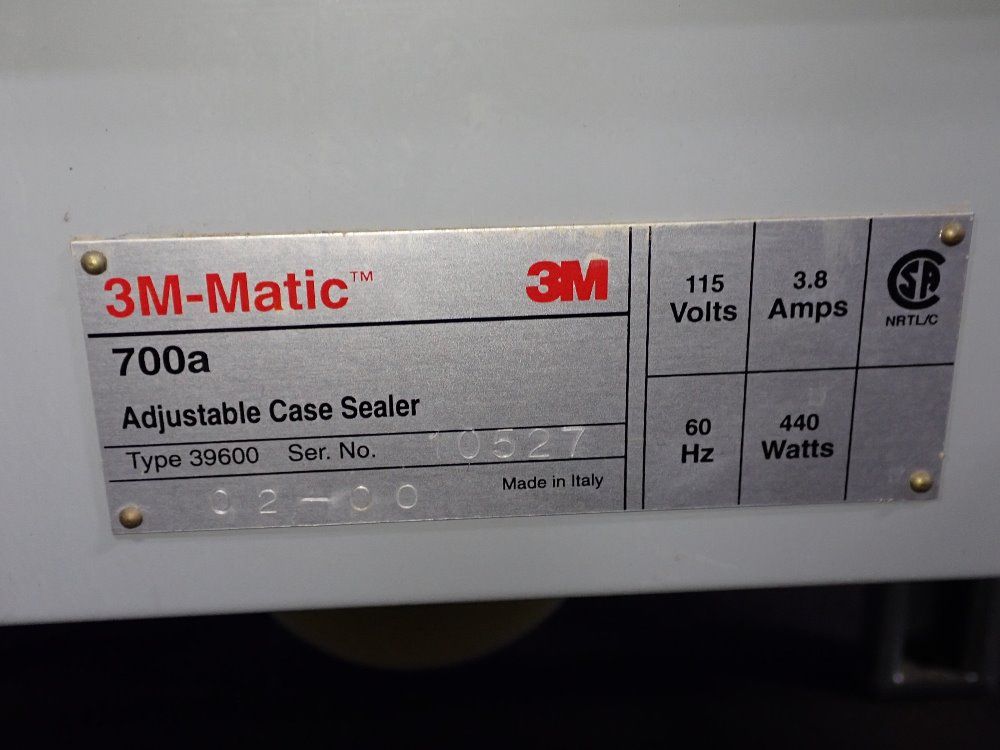 3M-Matic™
3M
700a
Adjustable Case Sealer
Type 39600 Ser. No. 10527
02-00
Made in Italy
115
Volts
3.8
Amps
CSA
NRTL/C
60
Hz
440
Watts